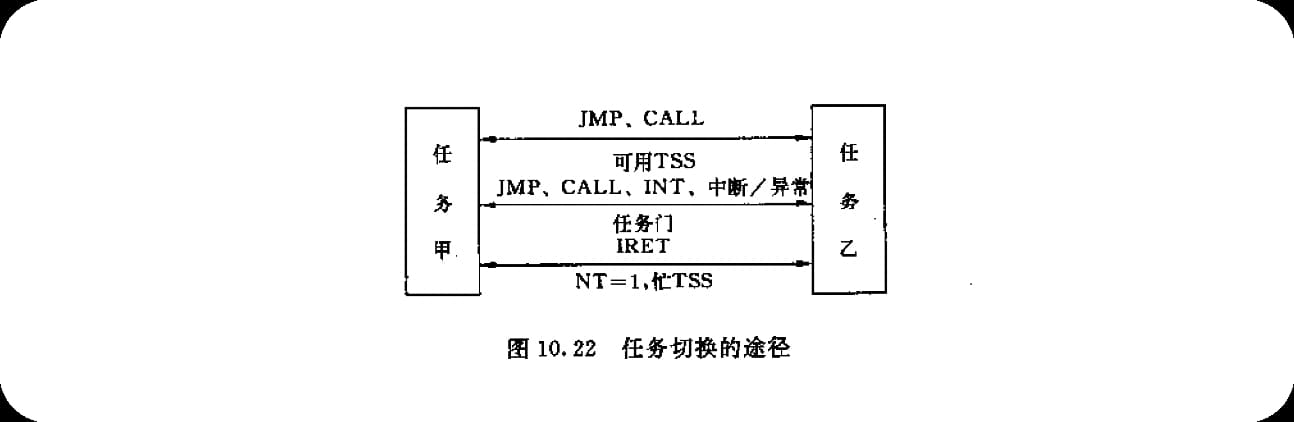 JMP、CALL
可用TSS
JMP、CALL、INT、中断/异常
任务门
IRET
NT=1,忙TSS
任务甲
任务乙
图 10.22 任务切换的途径